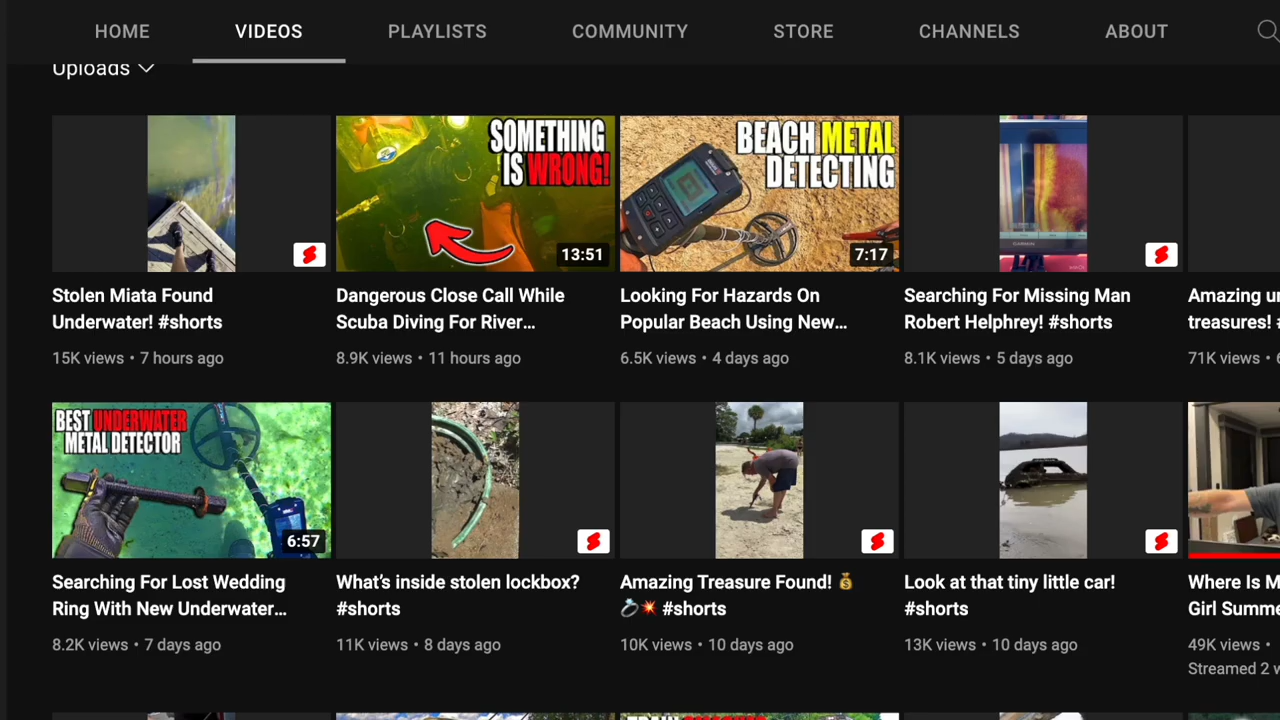 HOME VIDEOS PLAYLISTS COMMUNITY STORE CHANNELS ABOUT
Uploads
SOMETHING
IS WRONG!
13:51
BEACH METAL
DETECTING
7:17
Stolen Miata Found
Underwater! #shorts
15K views • 7 hours ago
Dangerous Close Call While
Scuba Diving For River...
8.9K views • 11 hours ago
Looking For Hazards On
Popular Beach Using New...
6.5K views • 4 days ago
Searching For Missing Man
Robert Helphrey! #shorts
8.1K views • 5 days ago
Amazing
treasures!
71K views •
BEST UNDERWATER
METAL DETECTOR
6:57
Searching For Lost Wedding
Ring With New Underwater...
8.2K views • 7 days ago
What's inside stolen lockbox?
#shorts
11K views • 8 days ago
Amazing Treasure Found! 💰
💍💥 #shorts
10K views • 10 days ago
Look at that tiny little car!
#shorts
13K views • 10 days ago
Where Is
Girl
49K views •
Streamed 2